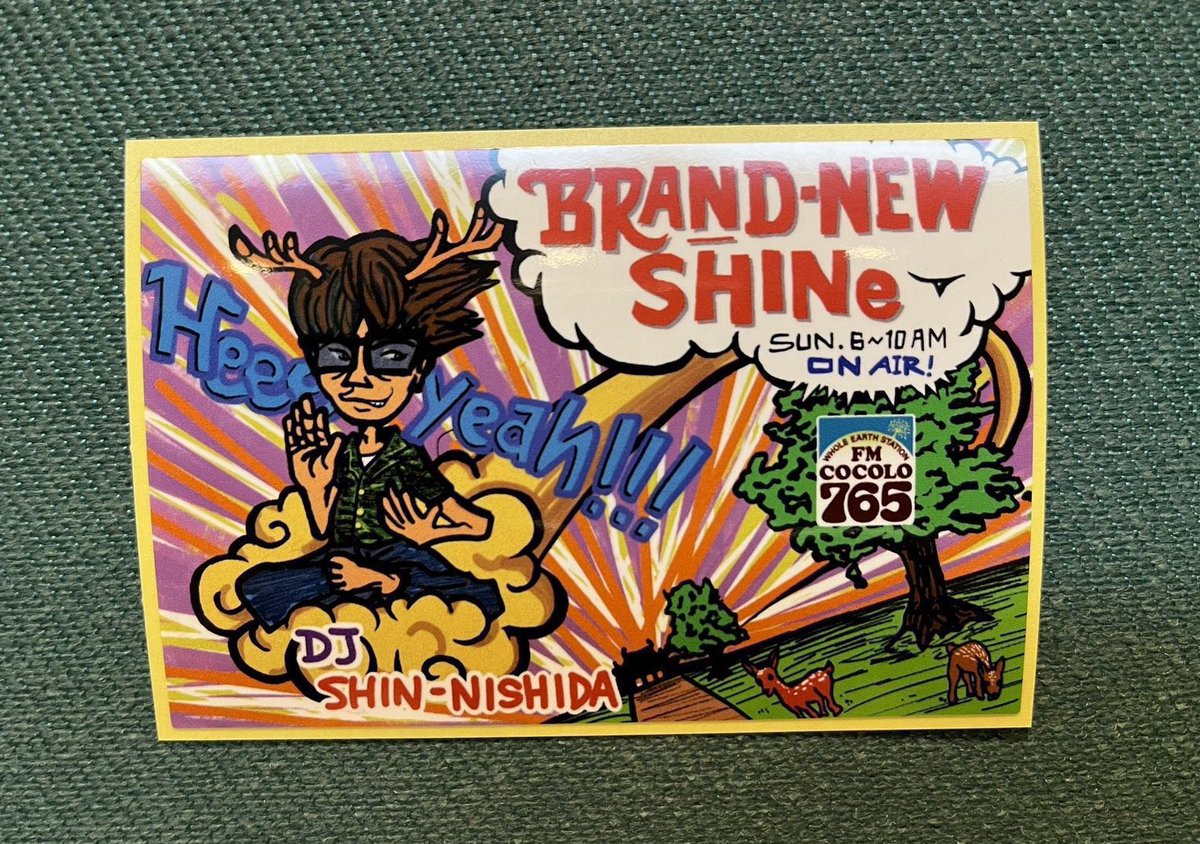 BRAND-NEW
SHINe
SUN. 6~10 AM
ON AIR!
Heee
yeah!!!
WHOLE EARTH STATION
FM
COCOLO
765
DJ
SHIN-NISHIDA